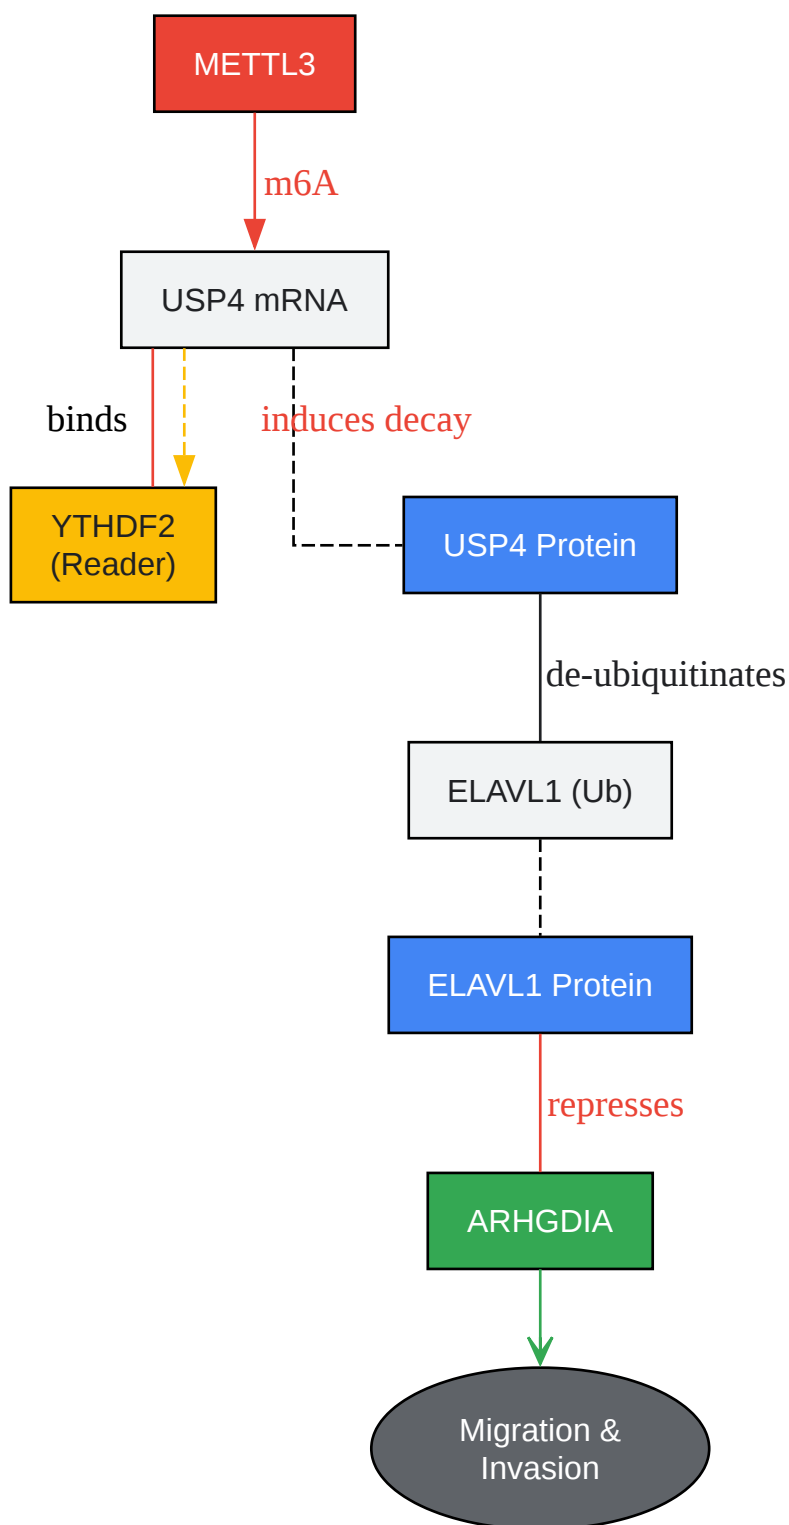 METTL3
m6A
USP4 mRNA
binds
induces decay
YTHDF2
(Reader)
USP4 Protein
de-ubiquitinates
ELAVL1 (Ub)
ELAVL1 Protein
represses
ARHGDIA
Migration &
Invasion